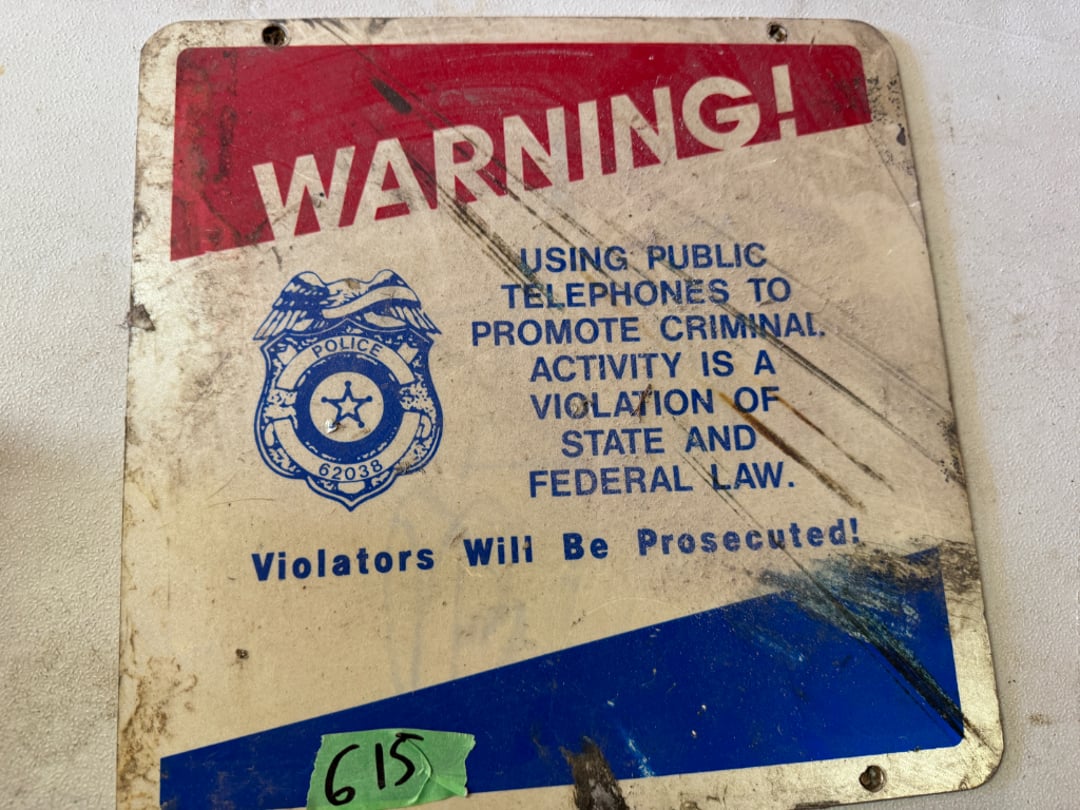 WARNING!
USING PUBLIC
TELEPHONES TO
PROMOTE CRIMINAL
ACTIVITY IS A
VIOLATION OF
STATE AND
FEDERAL LAW.
POLICE
62038
Violators Will Be Prosecuted!
615